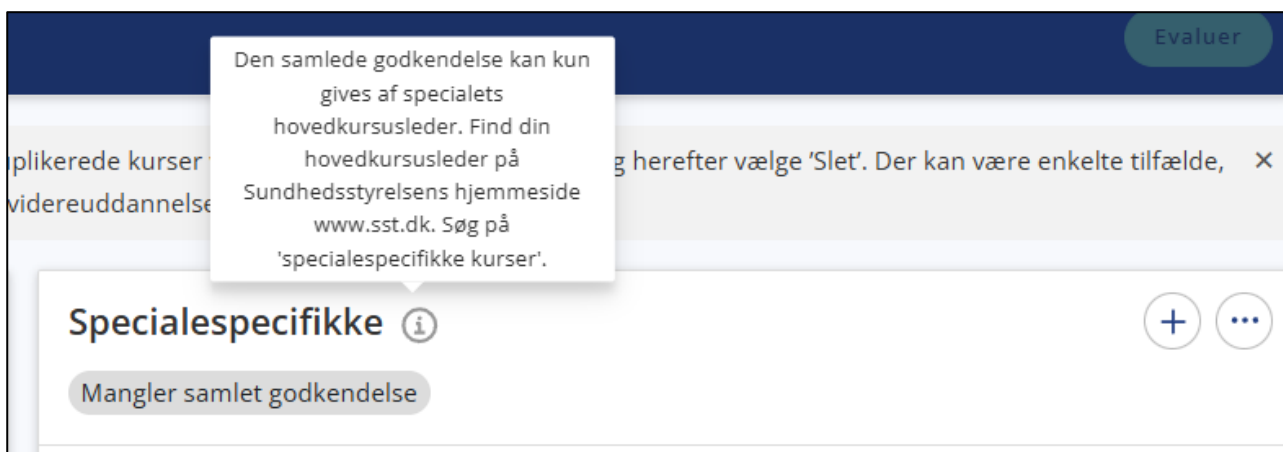 Evaluer
Den samlede godkendelse kan kun
gives af specialets
hovedkursusleder. Find din
hovedkursusleder på
Sundhedsstyrelsens hjemmeside
www.sst.dk. Søg på
'specialespecifikke kurser'.
plikerede kurser
g herefter vælge ’Slet’. Der kan være enkelte tilfælde,
videreuddannelse
Specialespecifikke
Mangler samlet godkendelse